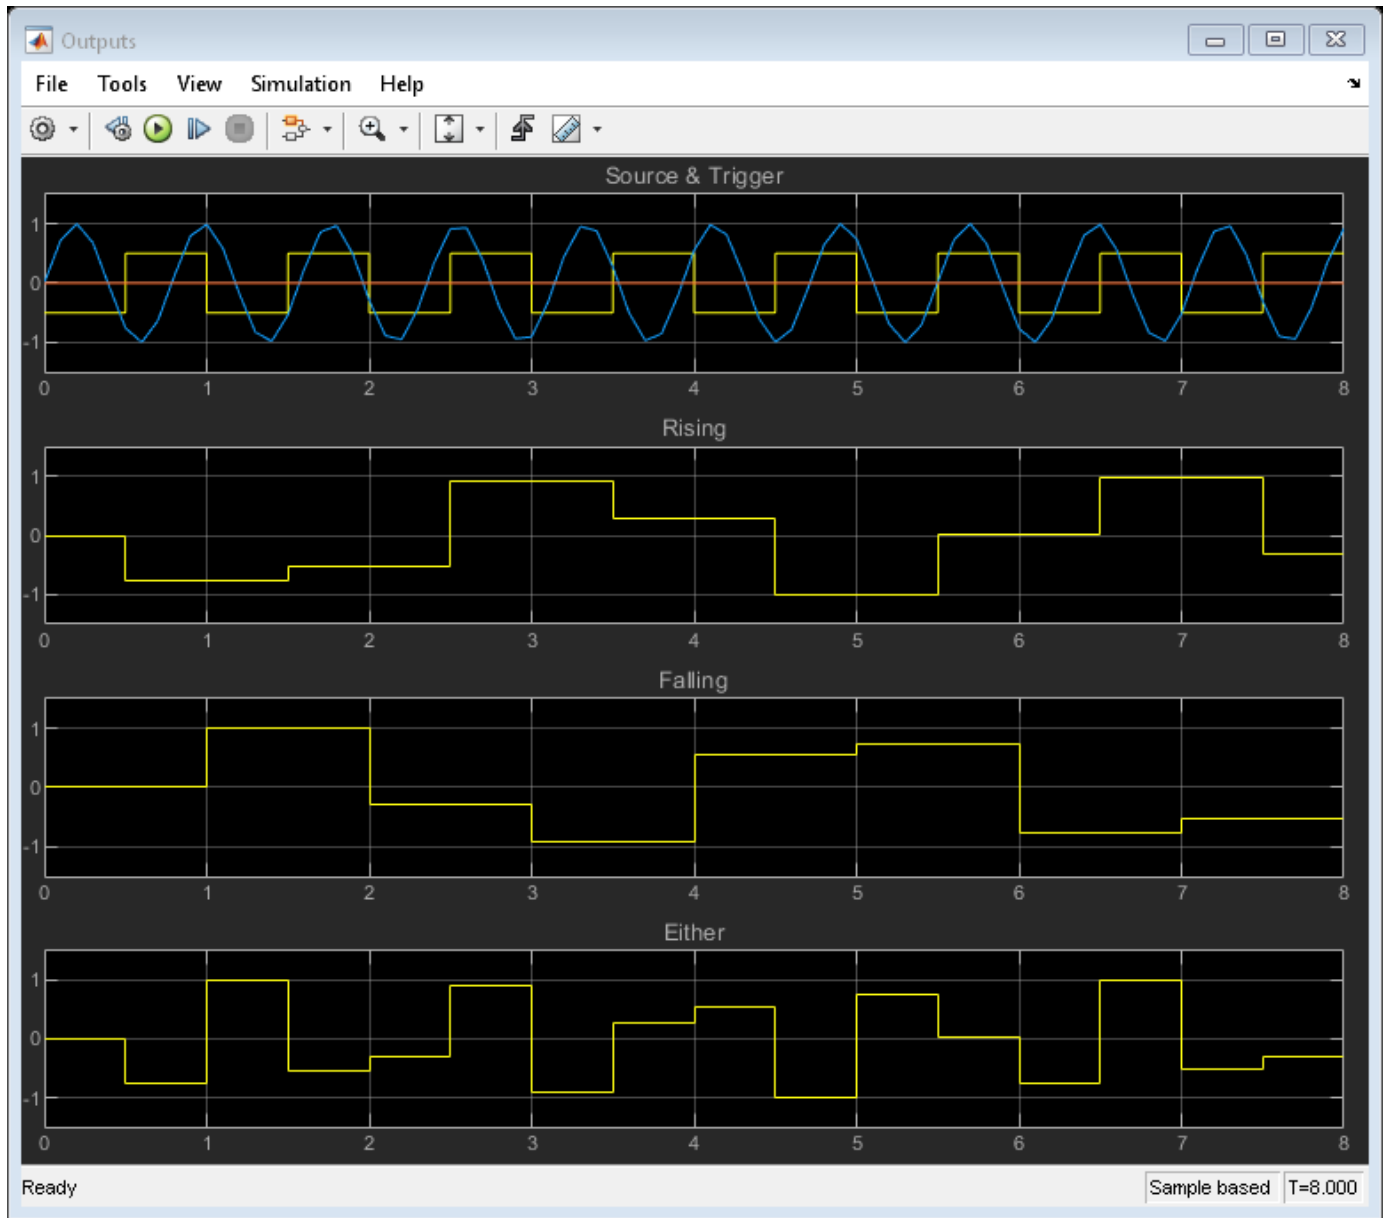 Outputs
File Tools View Simulation Help
Source & Trigger
1
0
-1
0 1 2 3 4 5 6 7 8
Rising
1
0
-1
0 1 2 3 4 5 6 7 8
Falling
1
0
-1
0 1 2 3 4 5 6 7 8
Either
1
0
-1
0 1 2 3 4 5 6 7 8
Ready Sample based T=8.000